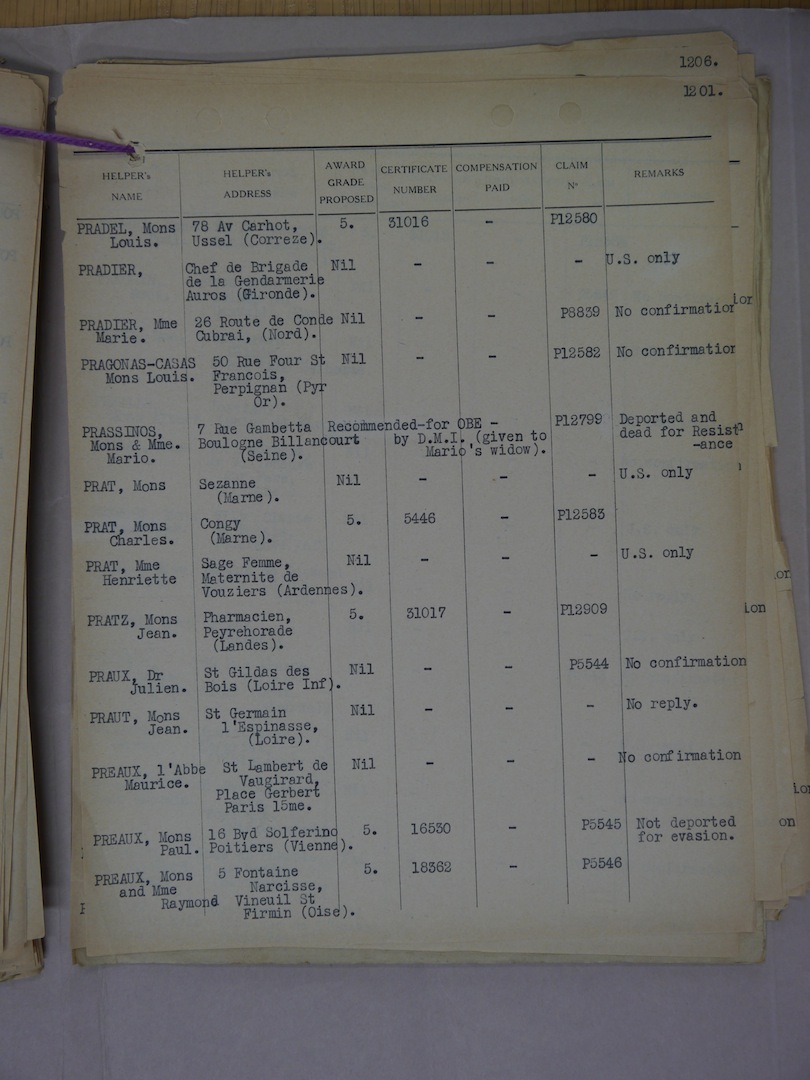 1206.
1201.
HELPER's NAME HELPER's ADDRESS AWARD GRADE PROPOSED CERTIFICATE NUMBER COMPENSATION PAID CLAIM Nº REMARKS
PRADEL, Mons 78 Av Carhot, 5. 31016 - P12580
Louis. Ussel (Correze).
PRADIER, Chef de Brigade Nil - - - U.S. only
de la Gendarmerie
Auros (Gironde).
PRADIER, Mme 26 Route de Conde Nil - - P8839 No confirmation
Marie. Cubrai, (Nord).
PRAGONAS-CASAS 50 Rue Four St Nil - - P12582 No confirmation
Mons Louis. Francois,
Perpignan (Pyr
Or).
PRASSINOS, 7 Rue Gambetta Recommended-for OBE - P12799 Deported and
Mons & Mme. Boulogne Billancourt by D.M.I. (given to dead for Resist
Mario. (Seine). Mario's widow). -ance
PRAT, Mons Sezanne Nil - - - U.S. only
(Marne).
PRAT, Mons Congy 5. 5446 - P12583
Charles. (Marne).
PRAT, Mme Sage Femme, Nil - - - U.S. only
Henriette Maternite de
Vouziers (Ardennes).
PRATZ, Mons Pharmacien, 5. 31017 - P12909
Jean. Peyrehorade
(Landes).
PRAUX, Dr St Gildas des Nil - - P5544 No confirmation
Julien. Bois (Loire Inf).
PRAUT, Mons St Germain Nil - - - No reply.
Jean. l'Espinasse,
(Loire).
PREAUX, l'Abbe St Lambert de Nil - - - No confirmation
Maurice. Vaugirard,
Place Gerbert
Paris 15me.
PREAUX, Mons 16 Bvd Solferino 5. 16530 - P5545 Not deported
Paul. Poitiers (Vienne). for evasion.
PREAUX, Mons 5 Fontaine 5. 18362 - P5546
and Mme Narcisse,
Raymond Vineuil St
Firmin (Oise).